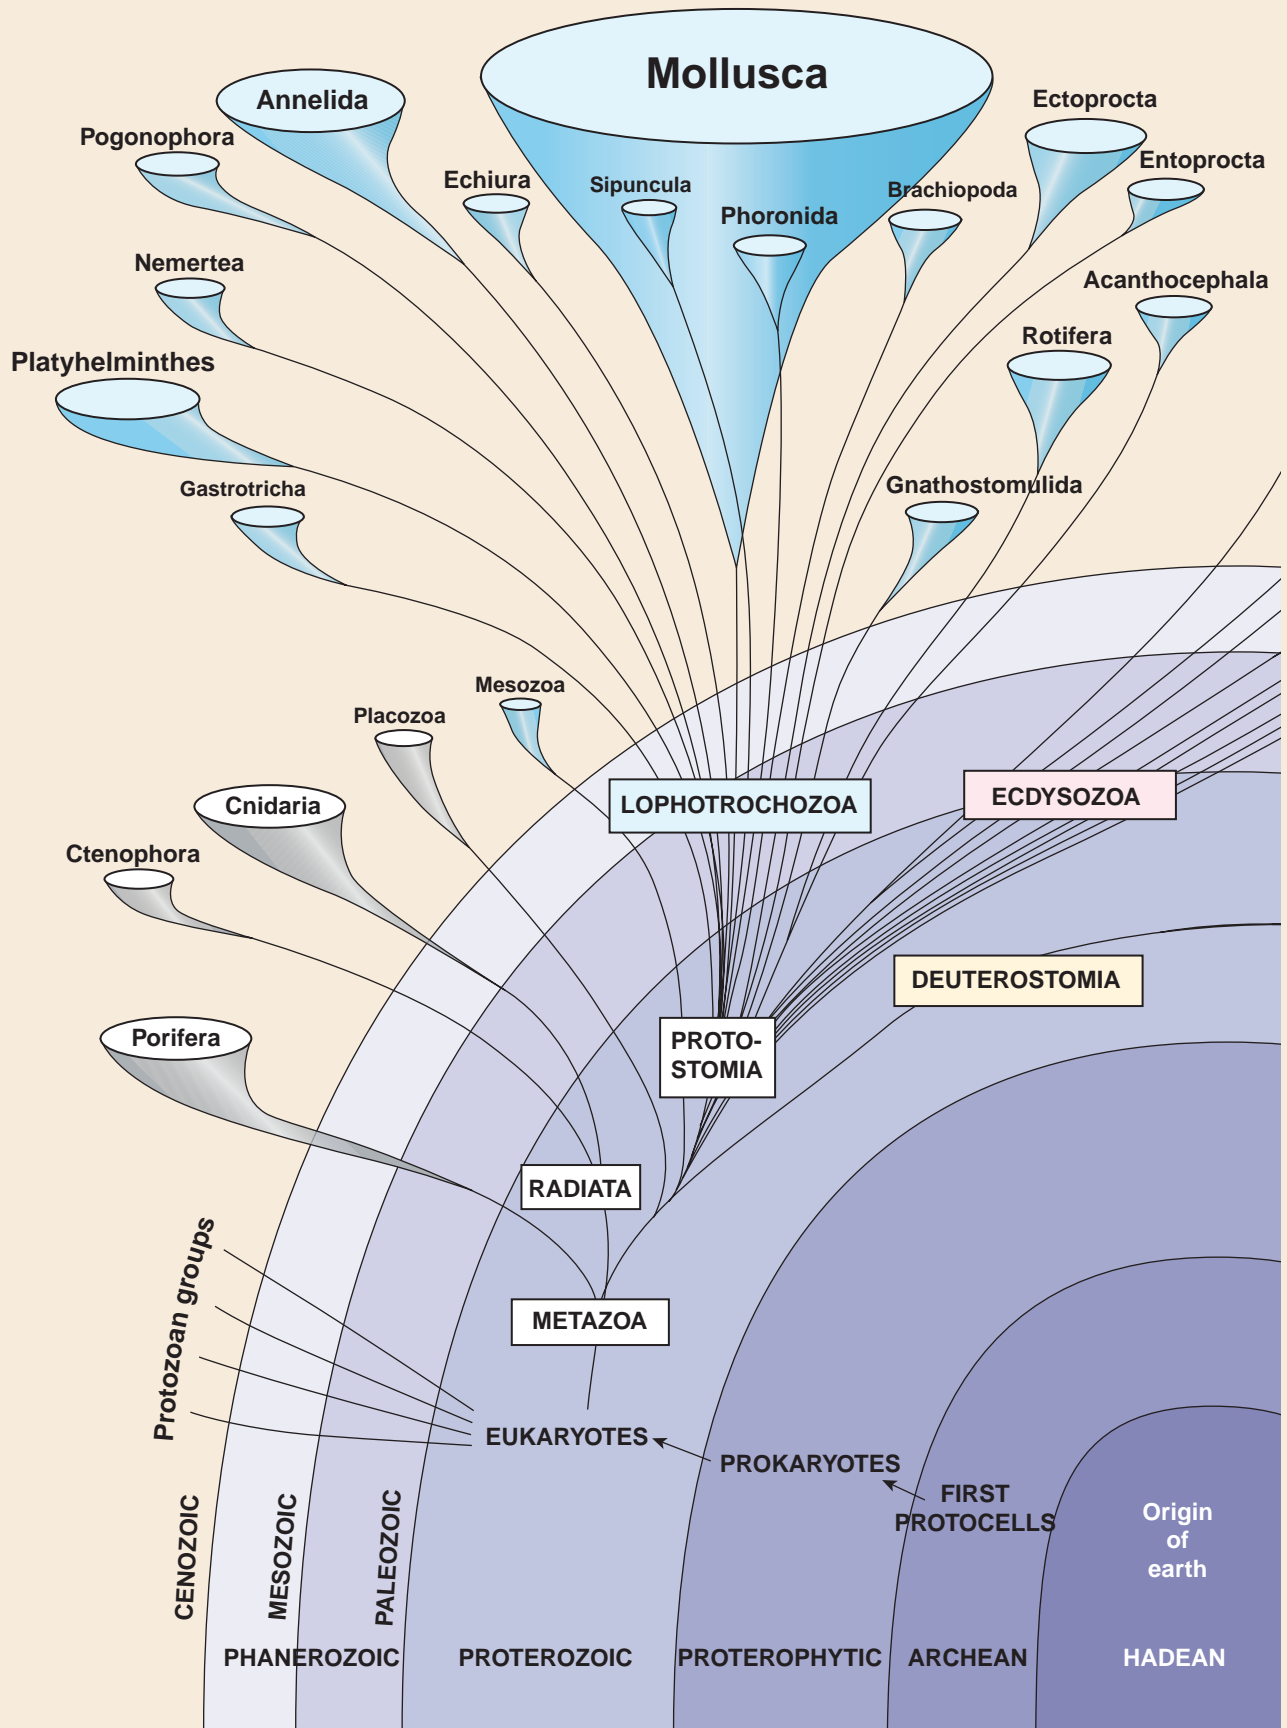 Mollusca
Annelida
Ectoprocta
Pogonophora
Entoprocta
Echiura
Sipuncula
Brachiopoda
Phoronida
Nemertea
Acanthocephala
Rotifera
Platyhelminthes
Gastrotricha
Gnathostomulida
Mesozoa
Placozoa
Cnidaria
LOPHOTROCHOZOA
ECDYSOZOA
Ctenophora
DEUTEROSTOMIA
Porifera
PROTO-
STOMIA
RADIATA
Protozoan groups
METAZOA
EUKARYOTES
PROKARYOTES
FIRST
PROTOCELLS
Origin
of
earth
CENOZOIC
MESOZOIC
PALEOZOIC
PHANEROZOIC
PROTEROZOIC
PROTEROPHYTIC
ARCHEAN
HADEAN